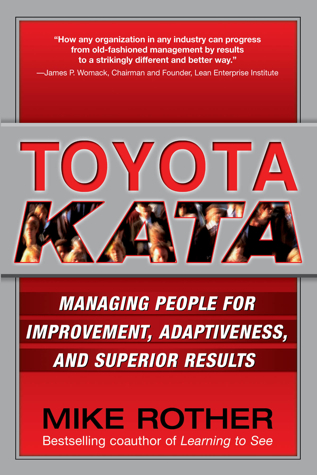 “How any organization in any industry can progress
from old-fashioned management by results
to a strikingly different and better way.”
—James P. Womack, Chairman and Founder, Lean Enterprise Institute
TOYOTA
KATA
MANAGING PEOPLE FOR
IMPROVEMENT, ADAPTIVENESS,
AND SUPERIOR RESULTS
MIKE ROTHER
Bestselling coauthor of Learning to See